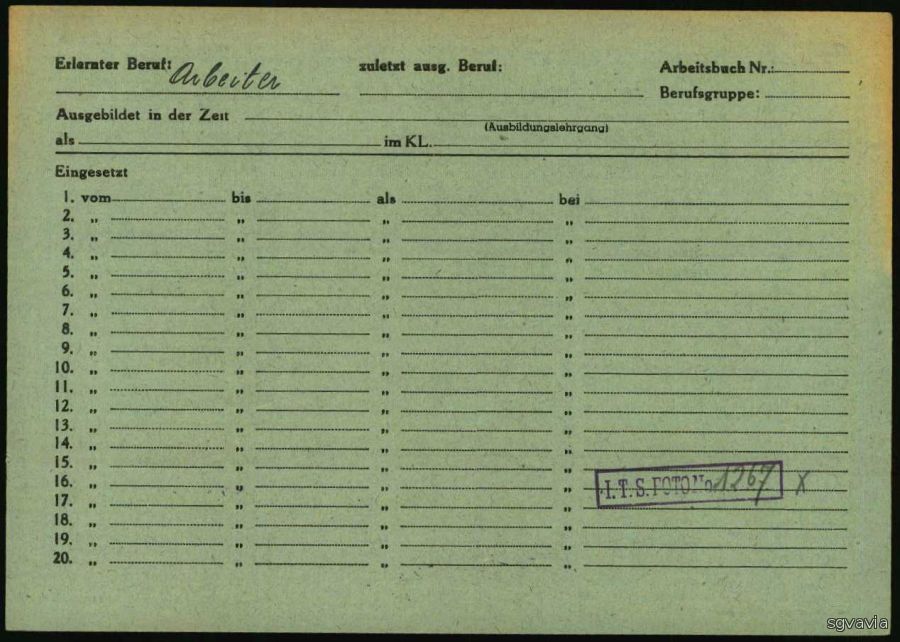 Erlernter Beruf: Arbeiter zuletzt ausg. Beruf: Arbeitsbuch Nr.:
Berufsgruppe:
Ausgebildet in der Zeit
(Ausbildungslehrgang)
als im KL.
Eingesetzt
1. vom bis als bei
2. „ „ „ „
3. „ „ „ „
4. „ „ „ „
5. „ „ „ „
6. „ „ „ „
7. „ „ „ „
8. „ „ „ „
9. „ „ „ „
10. „ „ „ „
11. „ „ „ „
12. „ „ „ „
13. „ „ „ „
14. „ „ „ „
15. „ „ „ „
16. „ „ „ „
I. T. S. FOTO No 1267 x
17. „ „ „ „
18. „ „ „ „
19. „ „ „ „
20. „ „ „ „
sgvavia